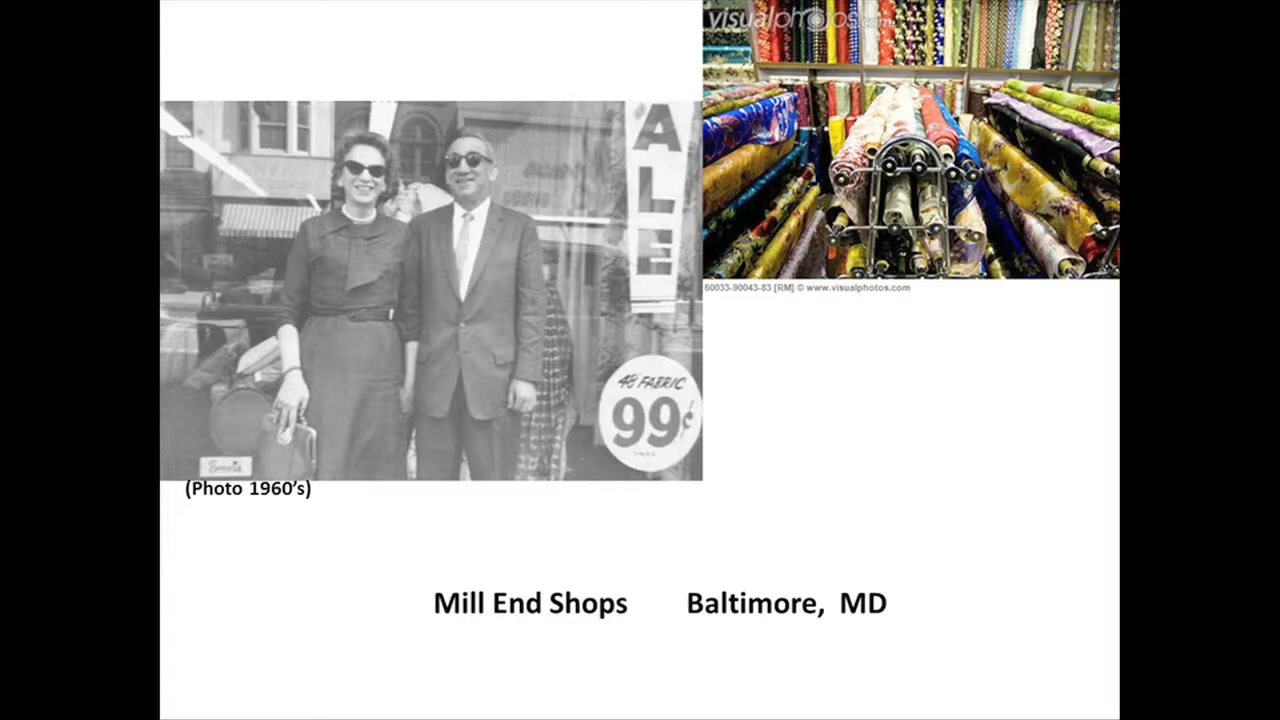 visualphotos.com
ALE
48" FABRIC
99¢
60033-90043-83 [RM] © www.visualphotos.com
(Photo 1960's)
Mill End Shops Baltimore, MD